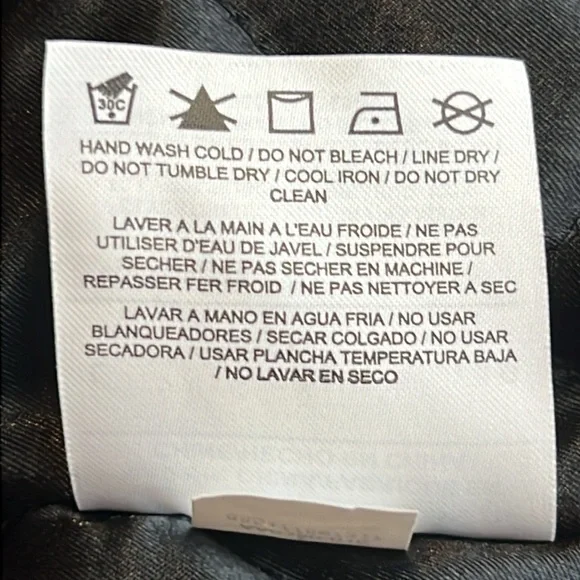 30C
HAND WASH COLD / DO NOT BLEACH / LINE DRY /
DO NOT TUMBLE DRY / COOL IRON / DO NOT DRY
CLEAN
LAVER A LA MAIN A L'EAU FROIDE / NE PAS
UTILISER D'EAU DE JAVEL / SUSPENDRE POUR
SECHER / NE PAS SECHER EN MACHINE /
REPASSER FER FROID / NE PAS NETTOYER A SEC
LAVAR A MANO EN AGUA FRIA / NO USAR
BLANQUEADORES / SECAR COLGADO / NO USAR
SECADORA / USAR PLANCHA TEMPERATURA BAJA
/ NO LAVAR EN SECO